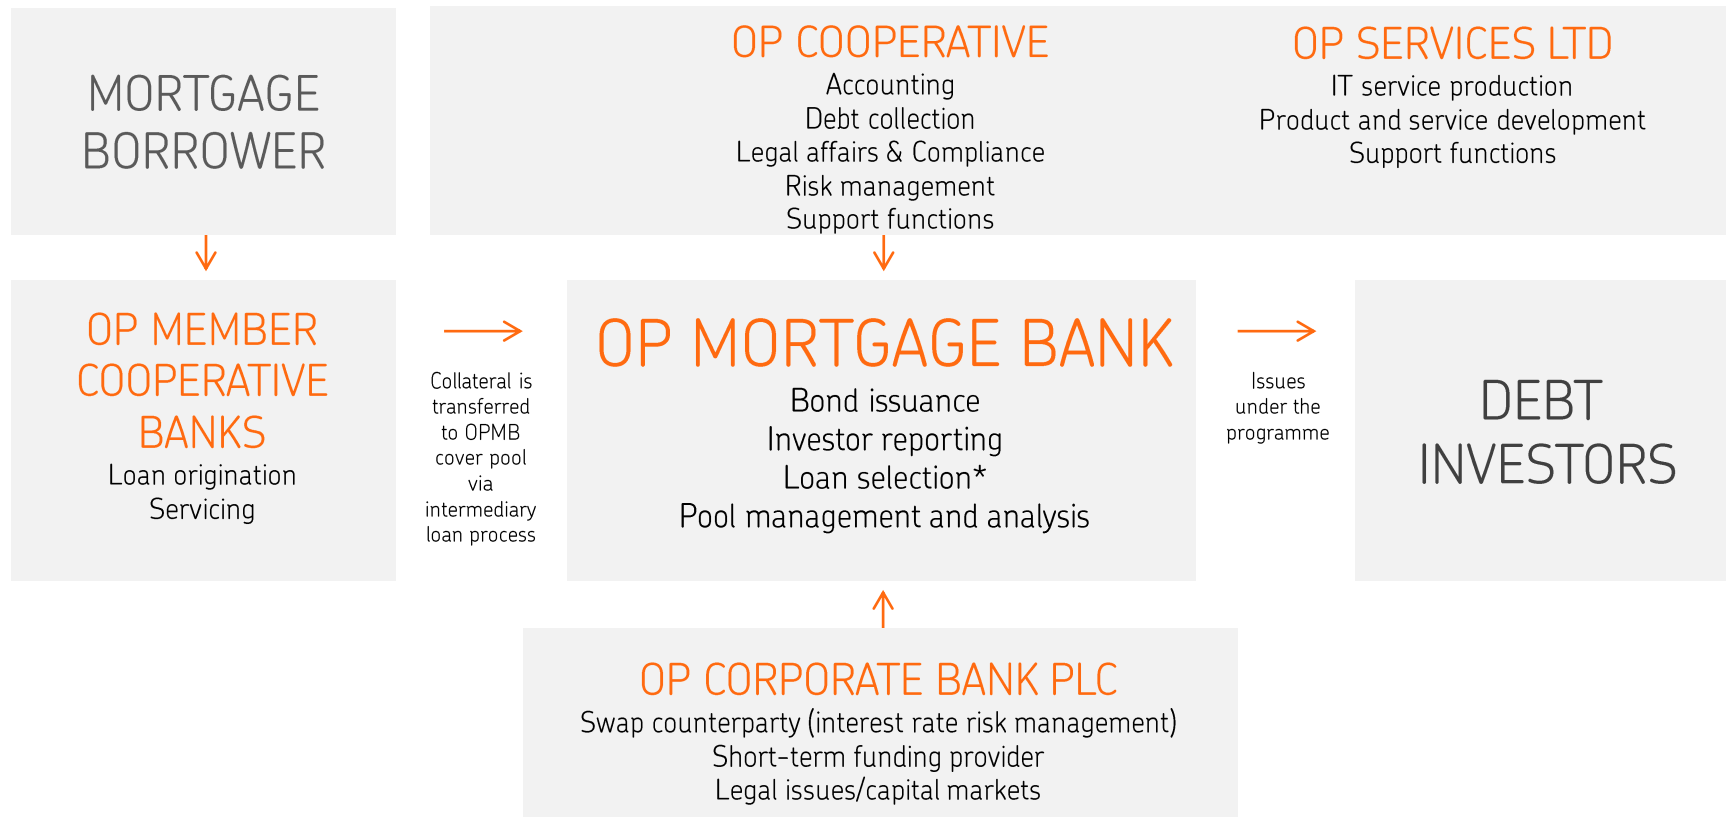 MORTGAGE
BORROWER
OP COOPERATIVE
Accounting
Debt collection
Legal affairs & Compliance
Risk management
Support functions
OP SERVICES LTD
IT service production
Product and service development
Support functions
OP MEMBER
COOPERATIVE
BANKS
Loan origination
Servicing
Collateral is
transferred
to OPMB
cover pool
via
intermediary
loan process
OP MORTGAGE BANK
Bond issuance
Investor reporting
Loan selection*
Pool management and analysis
Issues
under the
programme
DEBT
INVESTORS
OP CORPORATE BANK PLC
Swap counterparty (interest rate risk management)
Short-term funding provider
Legal issues/capital markets